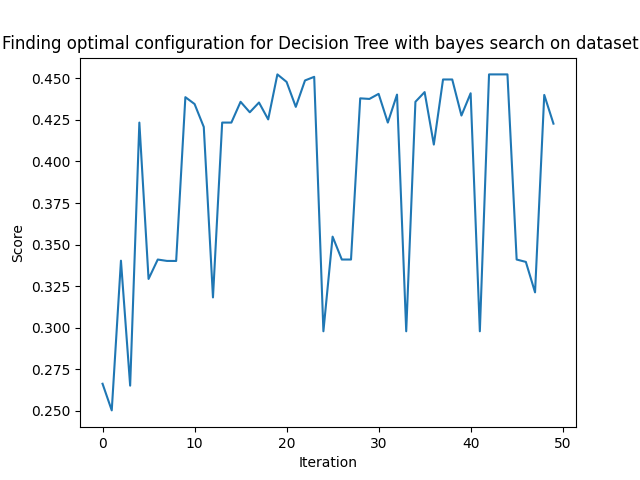 Finding optimal configuration for Decision Tree with bayes search on dataset
0.450
0.425
0.400
0.375
0.350
0.325
0.300
0.275
0.250
Score
0 10 20 30 40 50
Iteration